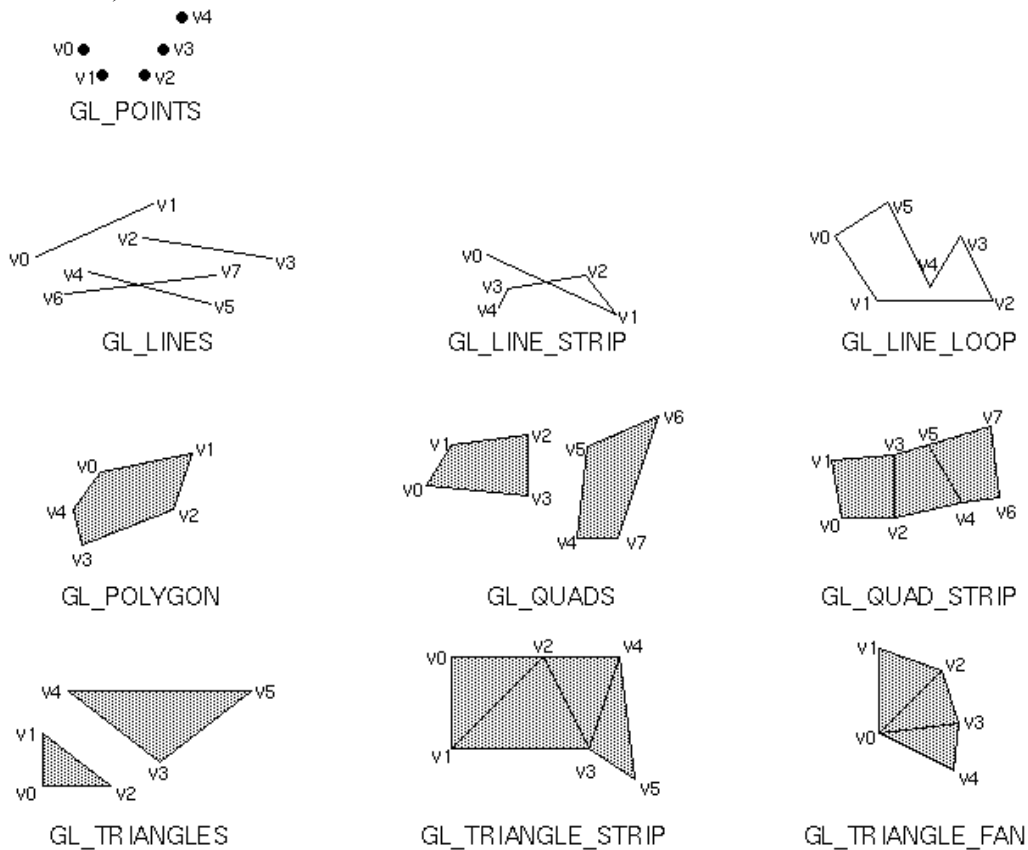 v4
v0 v3
v1 v2
GL_POINTS
v1
v2
v0 v3
v4 v7
v6 v5
GL_LINES
v0
v2
v3
v4
v1
GL_LINE_STRIP
v5
v0 v3
v4
v1 v2
GL_LINE_LOOP
v1
v0
v4 v2
v3
GL_POLYGON
v1 v2
v0 v3
v6
v5
v4 v7
GL_QUADS
v7
v3 v5
v1
v0 v2 v4 v6
GL_QUAD_STRIP
v4 v5
v1
v3
v0 v2
GL_TRIANGLES
v0 v2 v4
v1 v3
v5
GL_TRIANGLE_STRIP
v1
v2
v0 v3
v4
GL_TRIANGLE_FAN